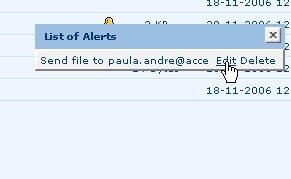 18-11-2006 12
2 KB
18-11-2006 12
List of Alerts
Send file to paula.andre@acce Edit Delete
18-11-2006 12